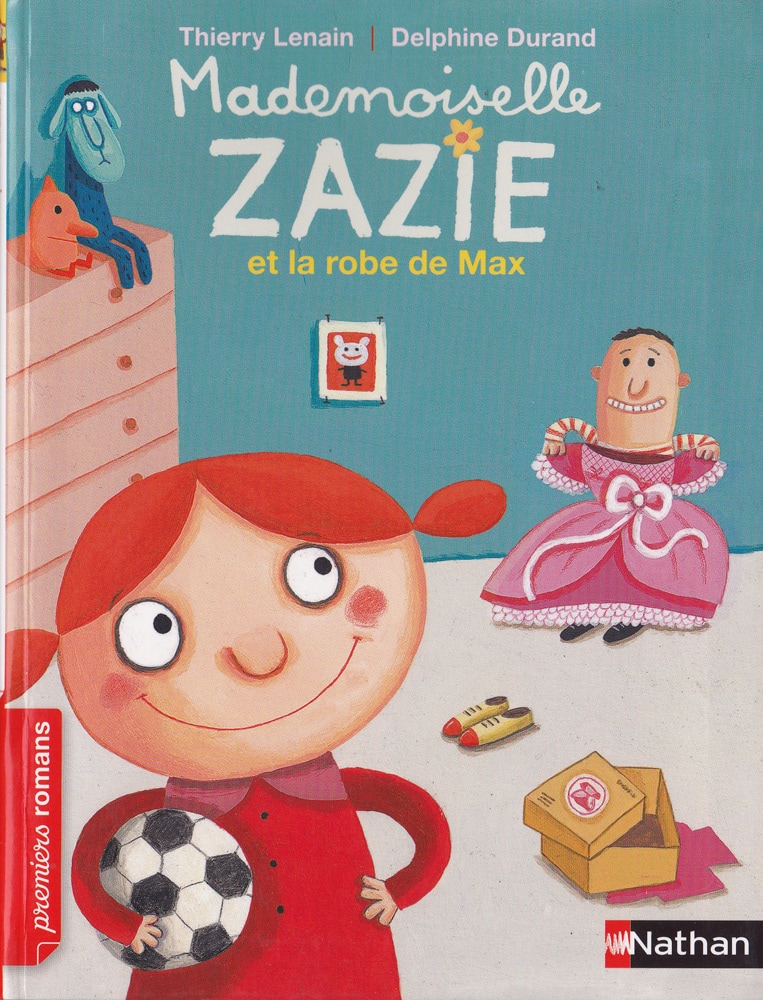 Thierry Lenain | Delphine Durand
Mademoiselle
ZAZIE
et la robe de Max
premiers romans
Nathan